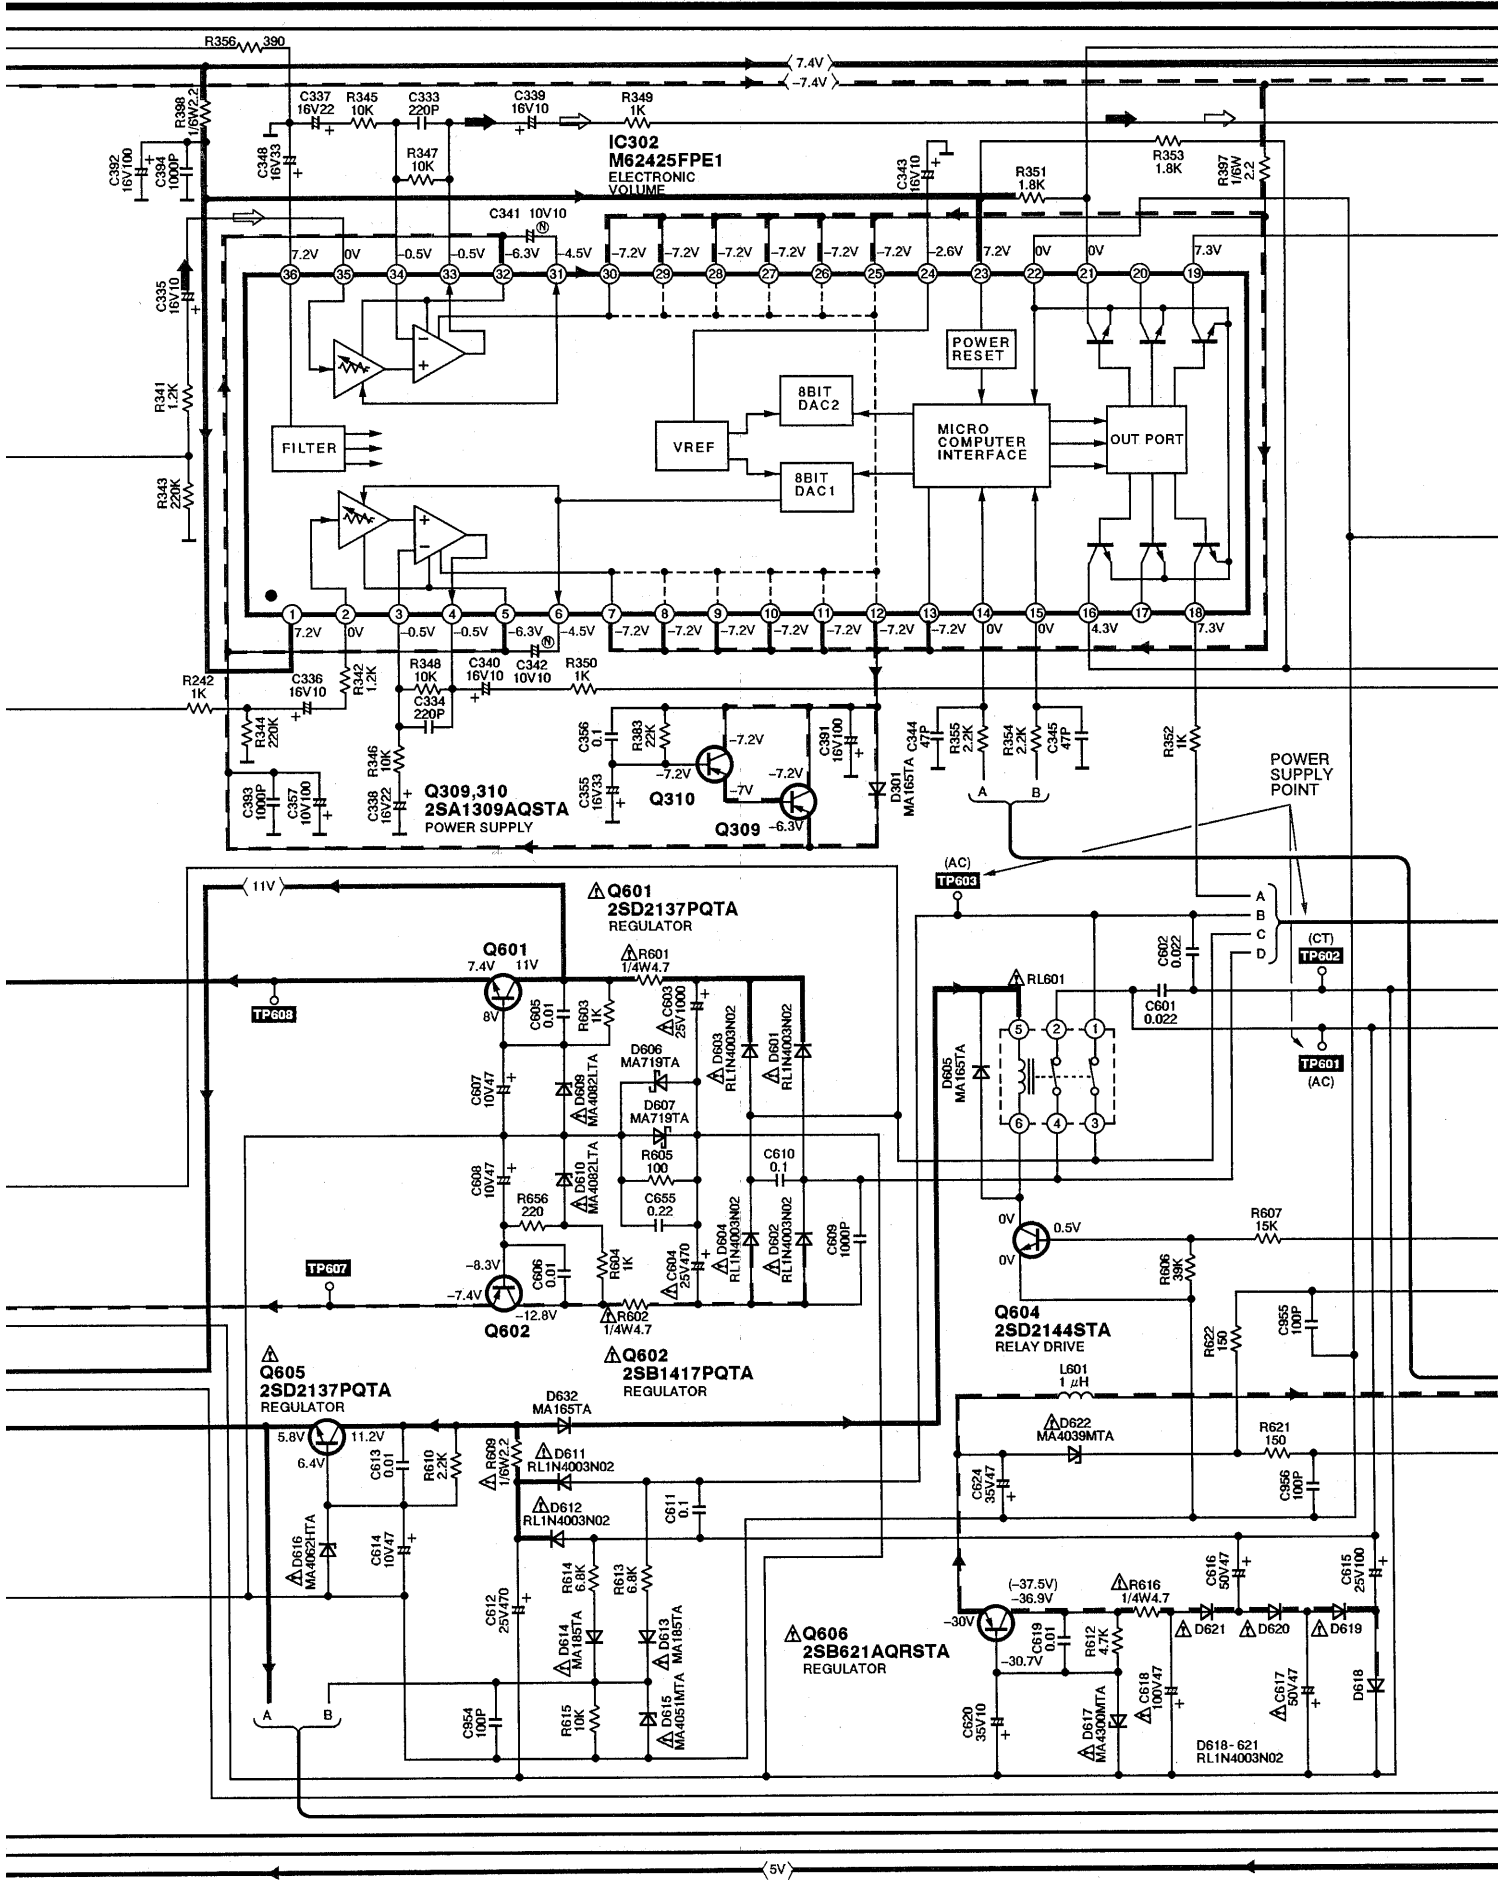 R356 390
7.4V
-7.4V
R398
1/6W2.2
C337
16V22
R345
10K
C333
220P
C339
16V10
R349
1K
IC302
M62425FPE1
ELECTRONIC
VOLUME
C392
16V100
C394
1000P
C348
16V33
R347
10K
C343
16V10
R351
1.8K
R353
1.8K
R397
1/6W
2.2
C341 10V10
N
7.2V
0V
-0.5V
-0.5V
-6.3V
-4.5V
-7.2V
-7.2V
-7.2V
-7.2V
-7.2V
-7.2V
-2.6V
7.2V
0V
0V
7.3V
36
35
34
33
32
31
30
29
28
27
26
25
24
23
22
21
20
19
C335
16V10
R341
1.2K
R343
220K
POWER
RESET
8BIT
DAC2
FILTER
VREF
MICRO
COMPUTER
INTERFACE
OUT PORT
8BIT
DAC1
1
2
3
4
5
6
7
8
9
10
11
12
13
14
15
16
17
18
7.2V
0V
-0.5V
-0.5V
-6.3V
-4.5V
-7.2V
-7.2V
-7.2V
-7.2V
-7.2V
-7.2V
-7.2V
0V
0V
4.3V
7.3V
N
R242
1K
C336
16V10
R342
1.2K
R348
10K
C340
16V10
C342
10V10
R350
1K
R344
220K
C334
220P
R346
10K
C338
16V22
C393
1000P
C357
10V100
Q309,310
2SA1309AQSTA
POWER SUPPLY
C356
0.1
R383
22K
C355
16V33
-7.2V
-7.2V
-7V
-7.2V
-6.3V
Q310
Q309
C391
16V100
D301
MA165TA
C344
47P
R355
2.2K
R354
2.2K
C345
47P
R352
1K
A
B
POWER
SUPPLY
POINT
(AC)
TP603
A
B
C
D
(CT)
TP602
TP601
(AC)
11V
Q601
2SD2137PQTA
REGULATOR
Q601
7.4V
11V
8V
R601
1/4W4.7
C605
0.01
R603
1K
C603
25V1000
TP608
D606
MA719TA
D603
RL1N4003N02
D601
RL1N4003N02
C607
10V47
D609
MA4082LTA
D607
MA719TA
R605
100
C610
0.1
C608
10V47
D610
MA4082LTA
C655
0.22
R656
220
D604
RL1N4003N02
D602
RL1N4003N02
C609
1000P
-8.3V
C606
0.01
R604
1K
C604
25V470
TP607
-7.4V
-12.8V
Q602
R602
1/4W4.7
Q602
2SB1417PQTA
REGULATOR
C602
0.022
RL601
C601
0.022
5
2
1
6
4
3
D605
MA165TA
0V
0.5V
0V
R607
15K
R606
39K
Q604
2SD2144STA
RELAY DRIVE
R622
150
C955
100P
L601
1 μH
D622
MA4039MTA
R621
150
C624
35V47
C956
100P
Q605
2SD2137PQTA
REGULATOR
5.8V
11.2V
6.4V
D632
MA165TA
C613
0.01
R610
2.2K
R609
1/6W2.2
D611
RL1N4003N02
D612
RL1N4003N02
C611
0.1
D616
MA4062HTA
C614
10V47
R614
6.8K
R613
6.8K
C612
25V470
D614
MA185TA
D613
MA185TA
A
B
C954
100P
R615
10K
D615
MA4051MTA
Q606
2SB621AQRSTA
REGULATOR
(-37.5V)
-36.9V
-30V
-30.7V
R616
1/4W4.7
C616
50V47
C615
25V100
C619
0.01
R612
4.7K
D621
D620
D619
C620
35V10
D617
MA4300MTA
C618
100V47
C617
50V47
D618
D618-621
RL1N4003N02
5V